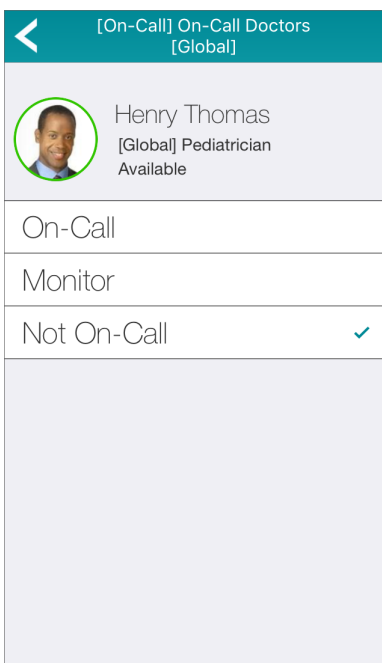 [On-Call] On-Call Doctors
[Global]
Henry Thomas
[Global] Pediatrician
Available
On-Call
Monitor
Not On-Call